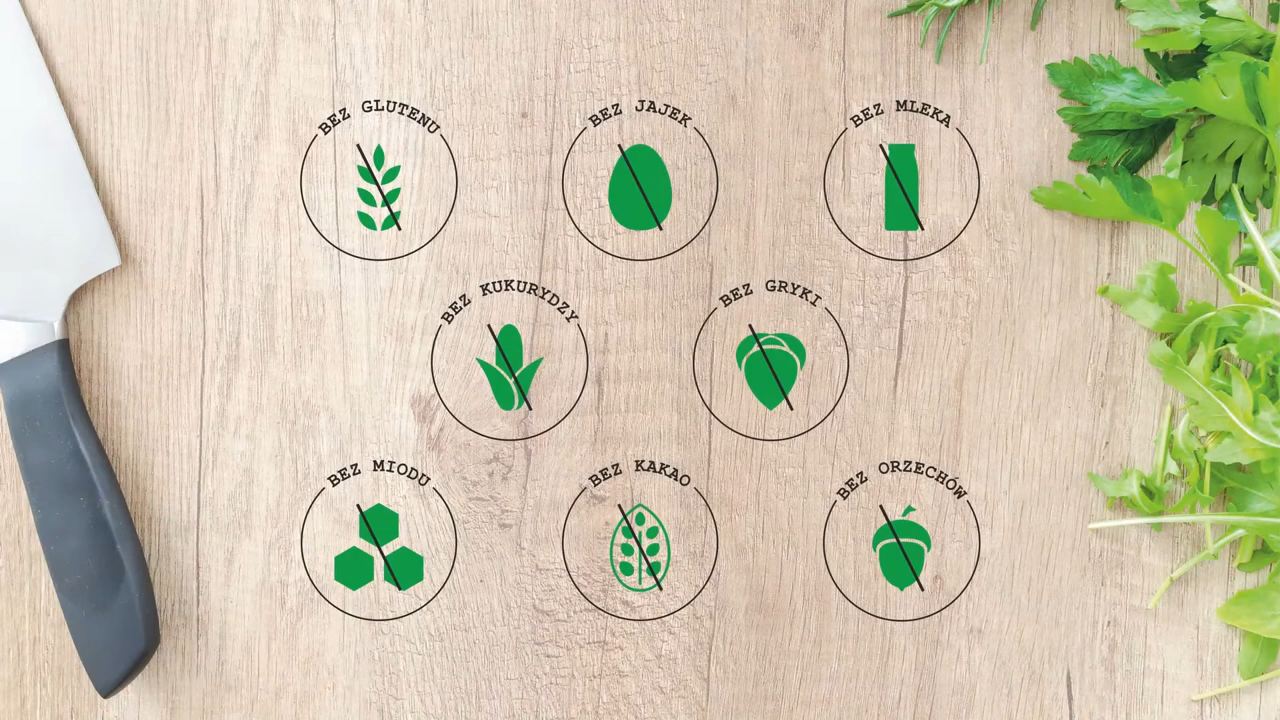 BEZ GLUTENU
BEZ JAJEK
BEZ MLEKA
BEZ KUKURYDZY
BEZ GRYKI
BEZ MIODU
BEZ KAKAO
BEZ ORZECHÓW